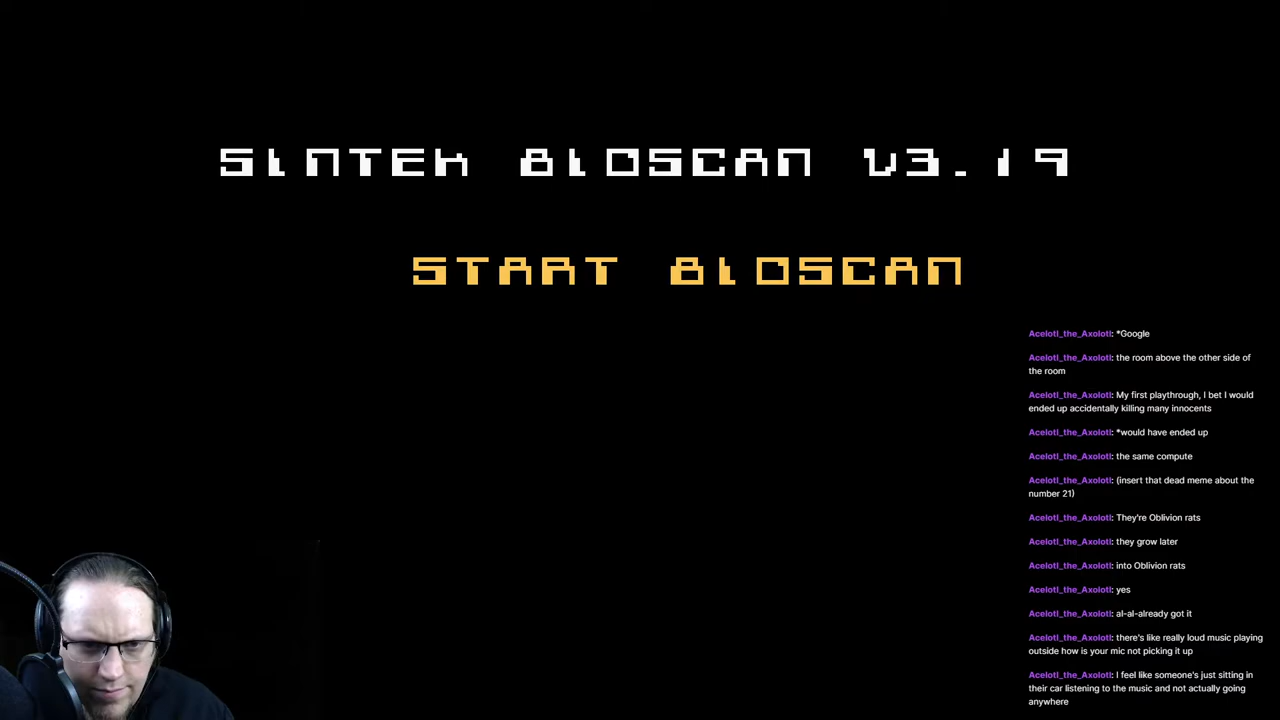 SINTEK BIOSCAN V3.19
START BIOSCAN
Acelotl_the_Axolotl: *Google
Acelotl_the_Axolotl: the room above the other side of
the room
Acelotl_the_Axolotl: My first playthrough, I bet I would
ended up accidentally killing many innocents
Acelotl_the_Axolotl: *would have ended up
Acelotl_the_Axolotl: the same compute
Acelotl_the_Axolotl: (insert that dead meme about the
number 21)
Acelotl_the_Axolotl: They're Oblivion rats
Acelotl_the_Axolotl: they grow later
Acelotl_the_Axolotl: into Oblivion rats
Acelotl_the_Axolotl: yes
Acelotl_the_Axolotl: al-al-already got it
Acelotl_the_Axolotl: there's like really loud music playing
outside how is your mic not picking it up
Acelotl_the_Axolotl: I feel like someone's just sitting in
their car listening to the music and not actually going
anywhere